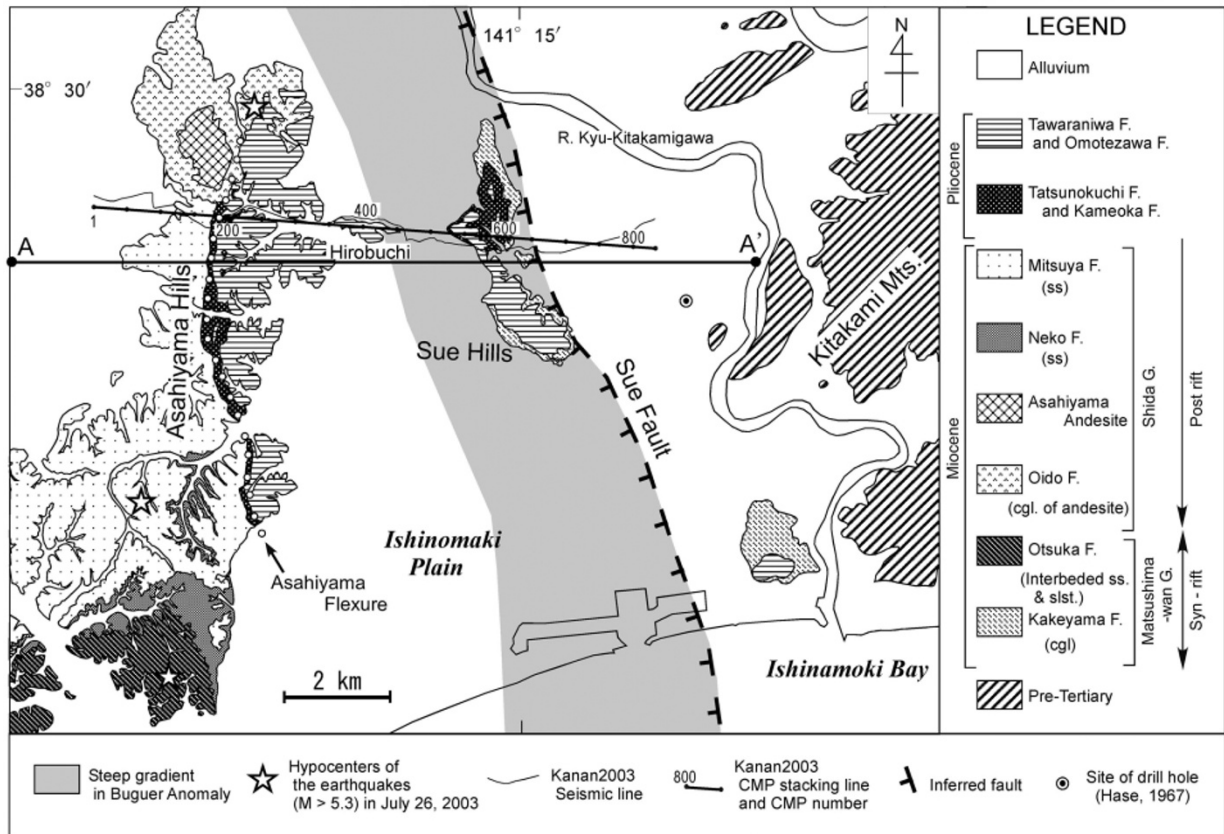 141° 15′
N
38° 30′
R. Kyu-Kitakamigawa
1
200
400
600
800
A
A'
Hirobuchi
Asahiyama Hills
Sue Hills
Sue Fault
Kitakami Mts.
Ishinomaki
Plain
Asahiyama
Flexure
2 km
Ishinamoki Bay
LEGEND
Alluvium
Pliocene
Tawaraniwa F.
and Omotezawa F.
Tatsunokuchi F.
and Kameoka F.
Miocene
Mitsuya F.
(ss)
Neko F.
(ss)
Asahiyama
Andesite
Oido F.
(cgl. of andesite)
Shida G.
Post rift
Otsuka F.
(Interbeded ss.
& slst.)
Kakeyama F.
(cgl)
Matsushima
-wan G.
Syn - rift
Pre-Tertiary
Steep gradient
in Buguer Anomaly
Hypocenters of
the earthquakes
(M > 5.3) in July 26, 2003
Kanan2003
Seismic line
800
Kanan2003
CMP stacking line
and CMP number
Inferred fault
Site of drill hole
(Hase, 1967)